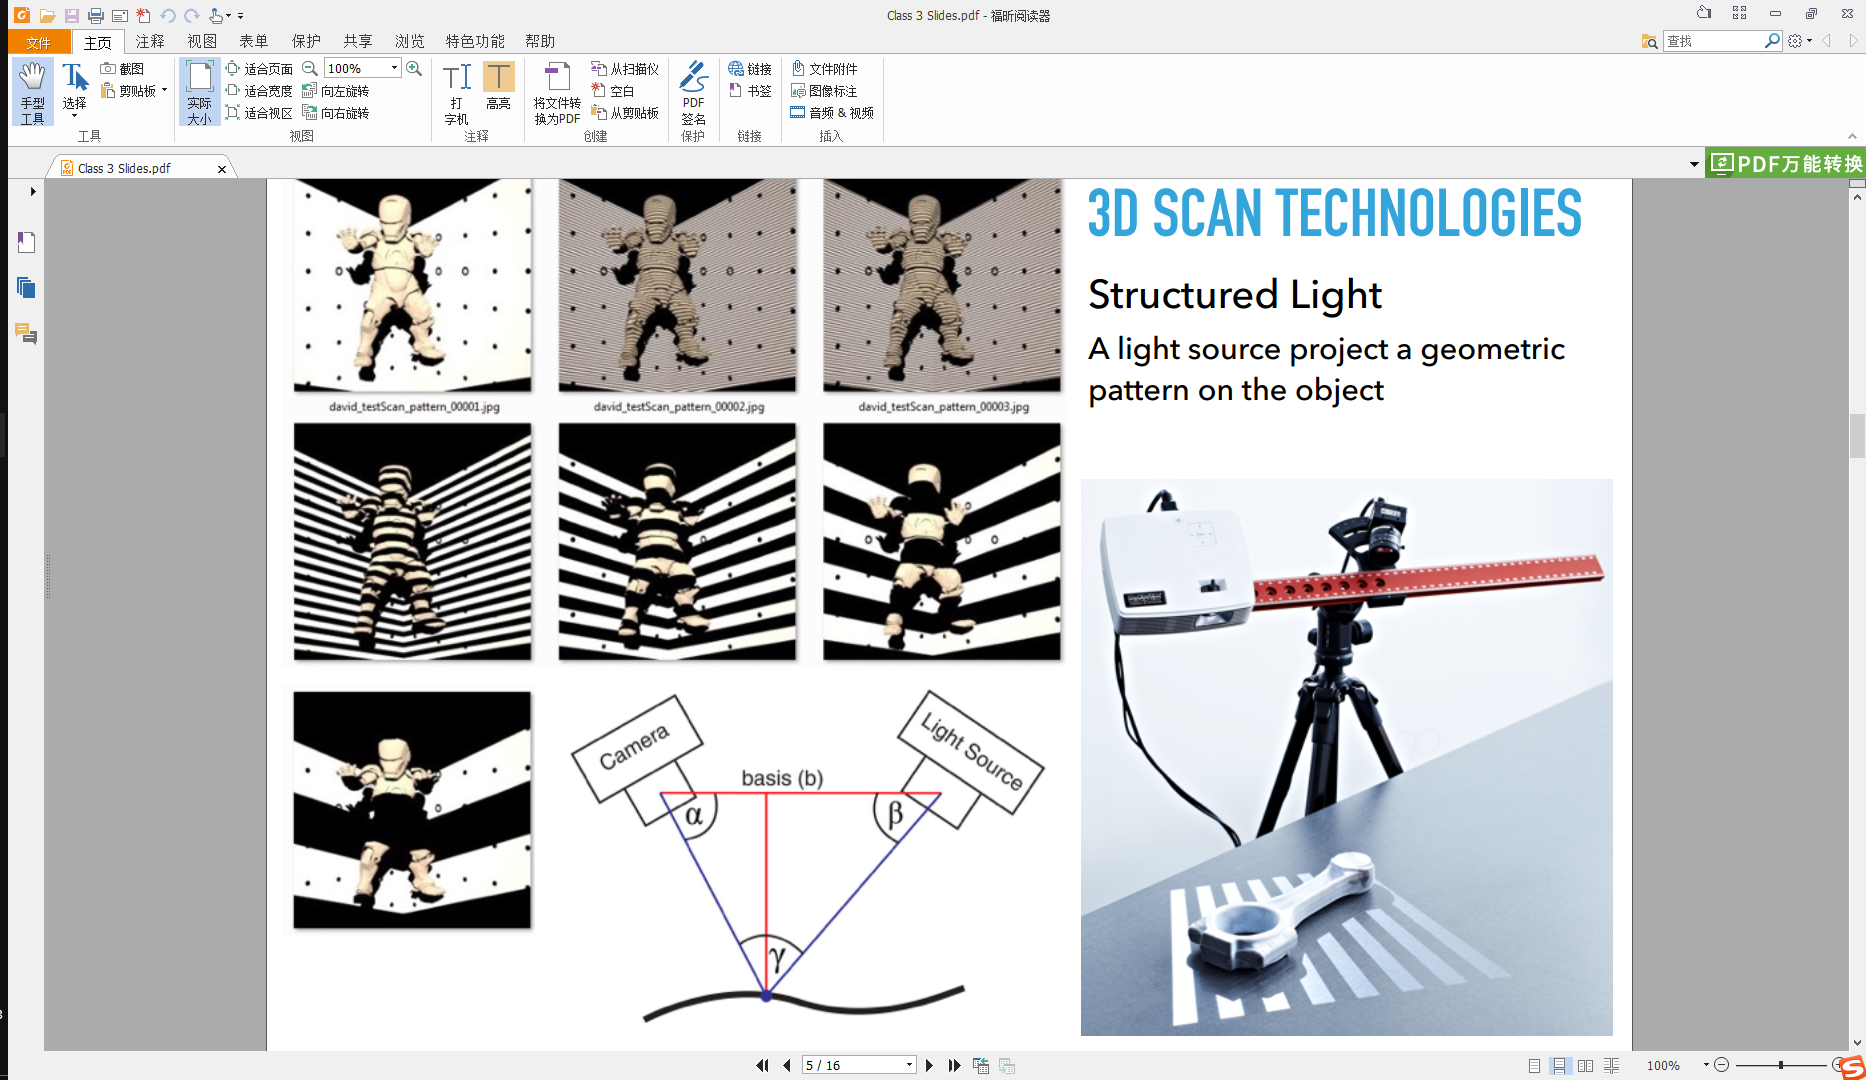 Class 3 Slides.pdf - 福昕阅读器
文件
主页
注释
视图
表单
保护
共享
浏览
特色功能
帮助
查找
手型
工具
选择
截图
剪贴板
工具
实际
大小
适合页面
适合宽度
适合视区
100%
向左旋转
向右旋转
视图
打
字机
高亮
注释
将文件转
换为PDF
从扫描仪
空白
从剪贴板
创建
PDF
签名
保护
链接
书签
链接
文件附件
图像标注
音频 & 视频
插入
Class 3 Slides.pdf
PDF万能转换
david_testScan_pattern_00001.jpg
david_testScan_pattern_00002.jpg
david_testScan_pattern_00003.jpg
3D SCAN TECHNOLOGIES
Structured Light
A light source project a geometric
pattern on the object
Camera
Light Source
basis (b)
α
β
γ
5 / 16
100%